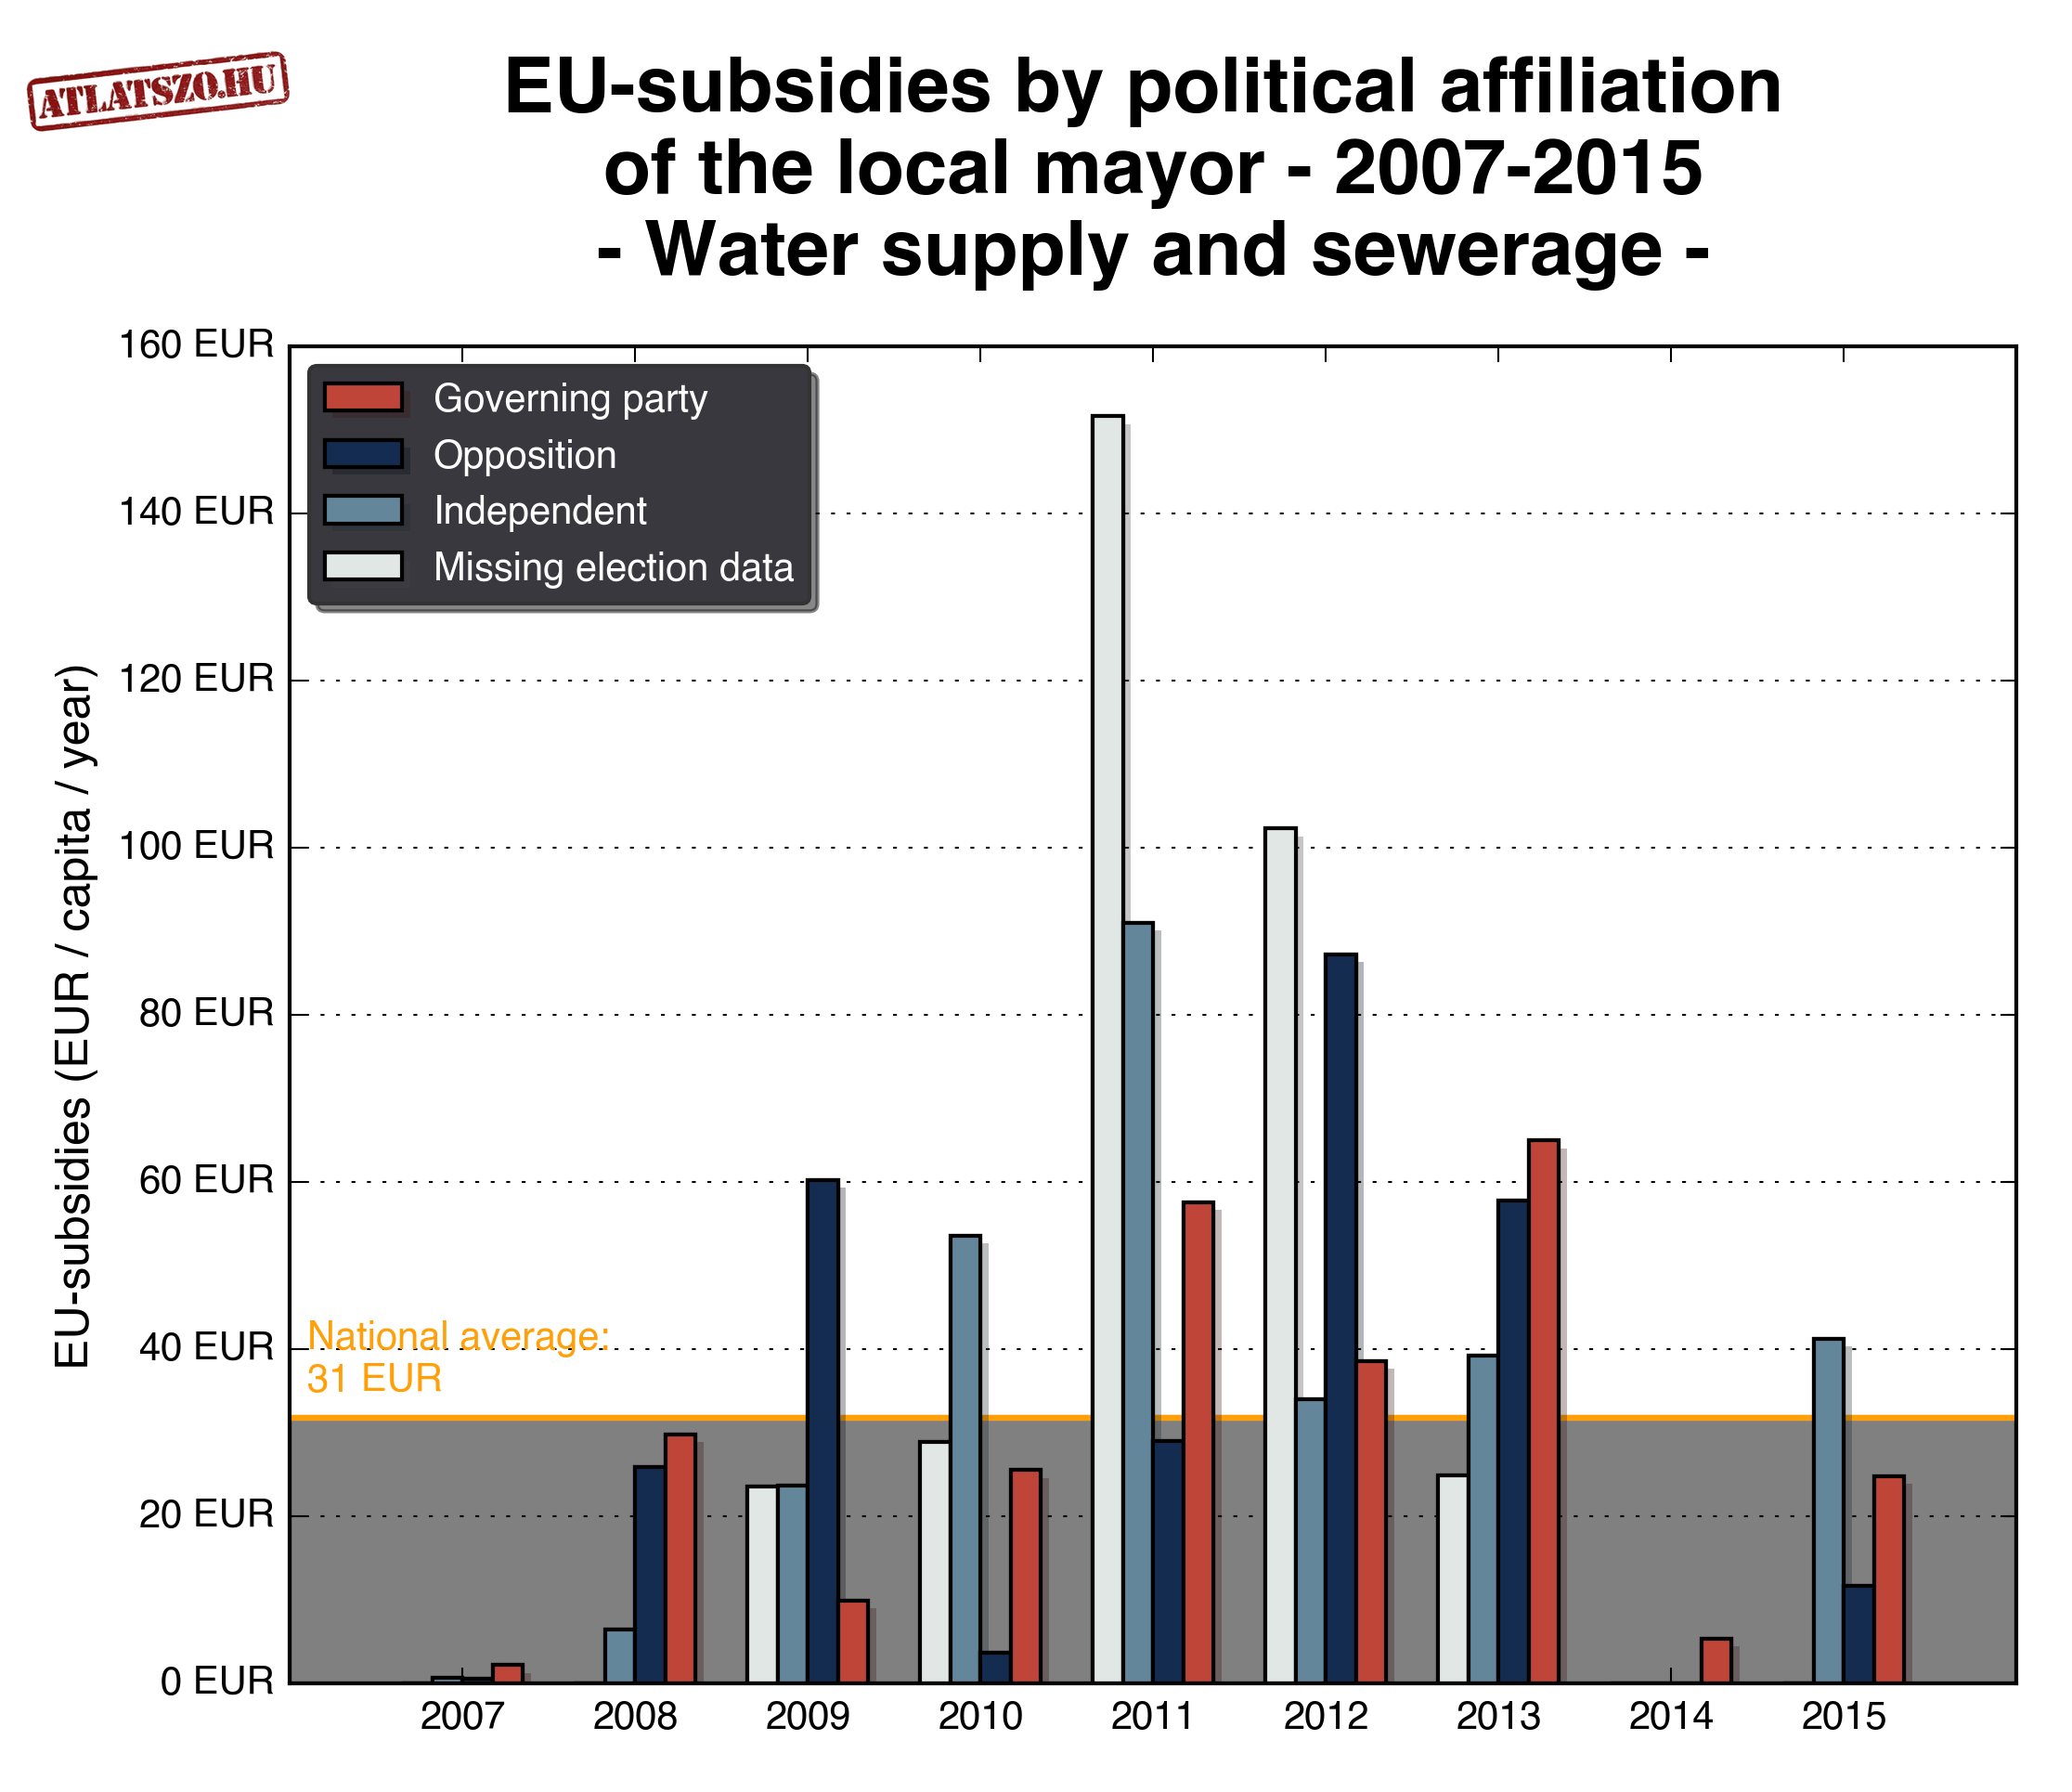 ATLATSZO.HU
EU-subsidies by political affiliation
of the local mayor - 2007-2015
- Water supply and sewerage -
160 EUR
140 EUR
120 EUR
100 EUR
80 EUR
60 EUR
40 EUR
20 EUR
0 EUR
EU-subsidies (EUR / capita / year)
Governing party
Opposition
Independent
Missing election data
National average:
31 EUR
2007
2008
2009
2010
2011
2012
2013
2014
2015